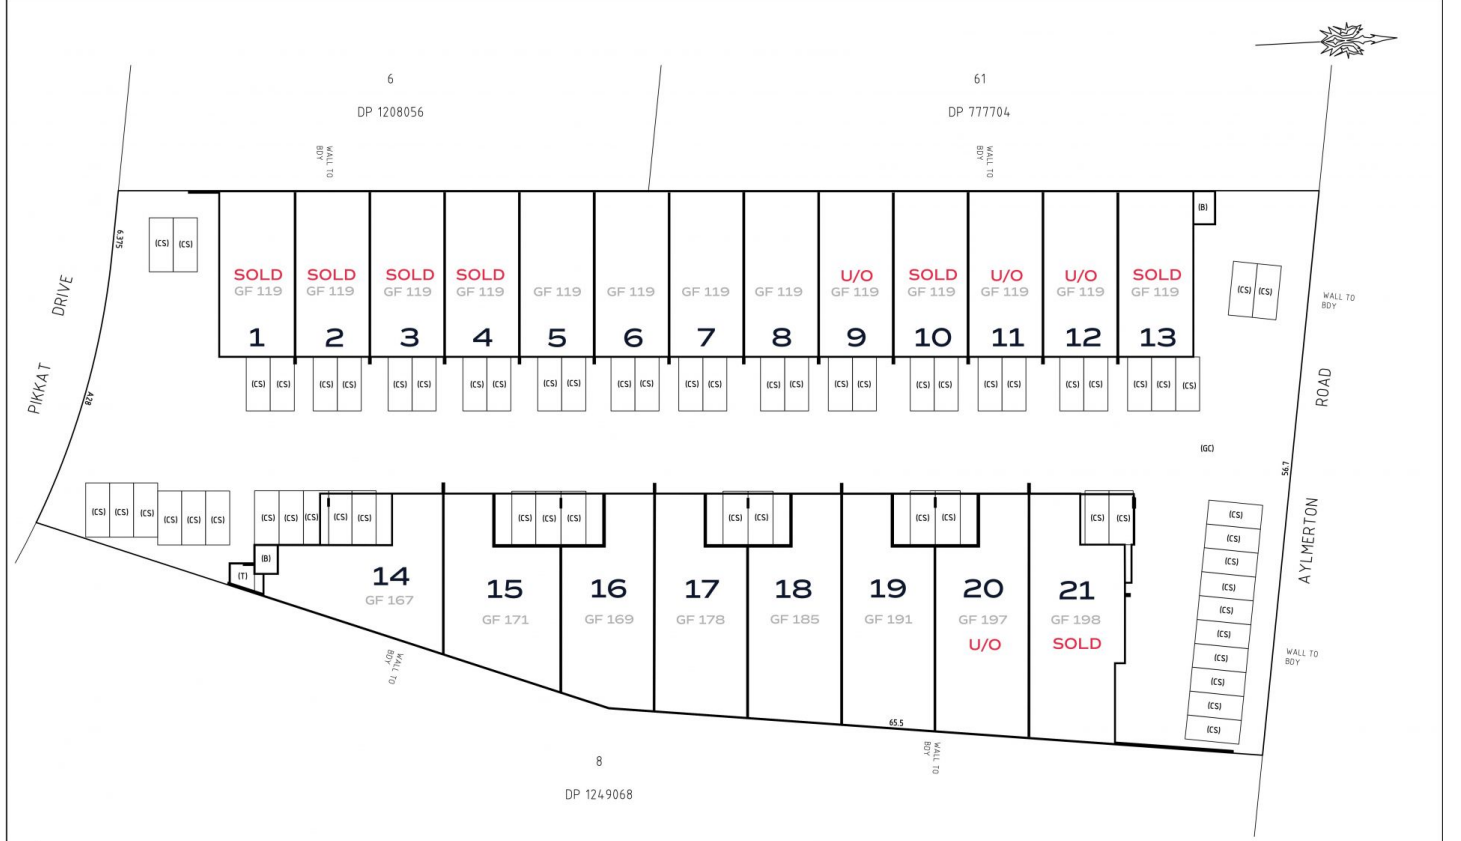 6
DP 1208056
61
DP 777704
WALL TO
BDY
WALL TO
BDY
(B)
6.375
(CS) (CS)
SOLD SOLD SOLD SOLD U/O SOLD U/O U/O SOLD
GF 119 GF 119 GF 119 GF 119 GF 119 GF 119 GF 119 GF 119 GF 119 GF 119 GF 119 GF 119 GF 119
1 2 3 4 5 6 7 8 9 10 11 12 13
(CS) (CS)
WALL TO
BDY
PIKKAT DRIVE
A28
(CS) (CS) (CS) (CS) (CS) (CS) (CS) (CS) (CS) (CS) (CS) (CS) (CS) (CS) (CS) (CS) (CS) (CS) (CS) (CS) (CS) (CS) (CS) (CS) (CS) (CS) (CS)
(GC)
56.7
AYLMERTON ROAD
(CS) (CS) (CS) (CS) (CS) (CS) (CS) (CS) (CS) (CS) (CS) (CS) (CS) (CS) (CS) (CS) (CS) (CS) (CS) (CS)
(CS)
(CS)
(CS)
(CS)
(CS)
(CS)
(CS)
(CS)
(CS)
(CS)
(B)
(T)
14 15 16 17 18 19 20 21
GF 167 GF 171 GF 169 GF 178 GF 185 GF 191 GF 197 GF 198
U/O SOLD
WALL TO
BDY
WALL TO
BDY
65.5
WALL TO
BDY
8
DP 1249068